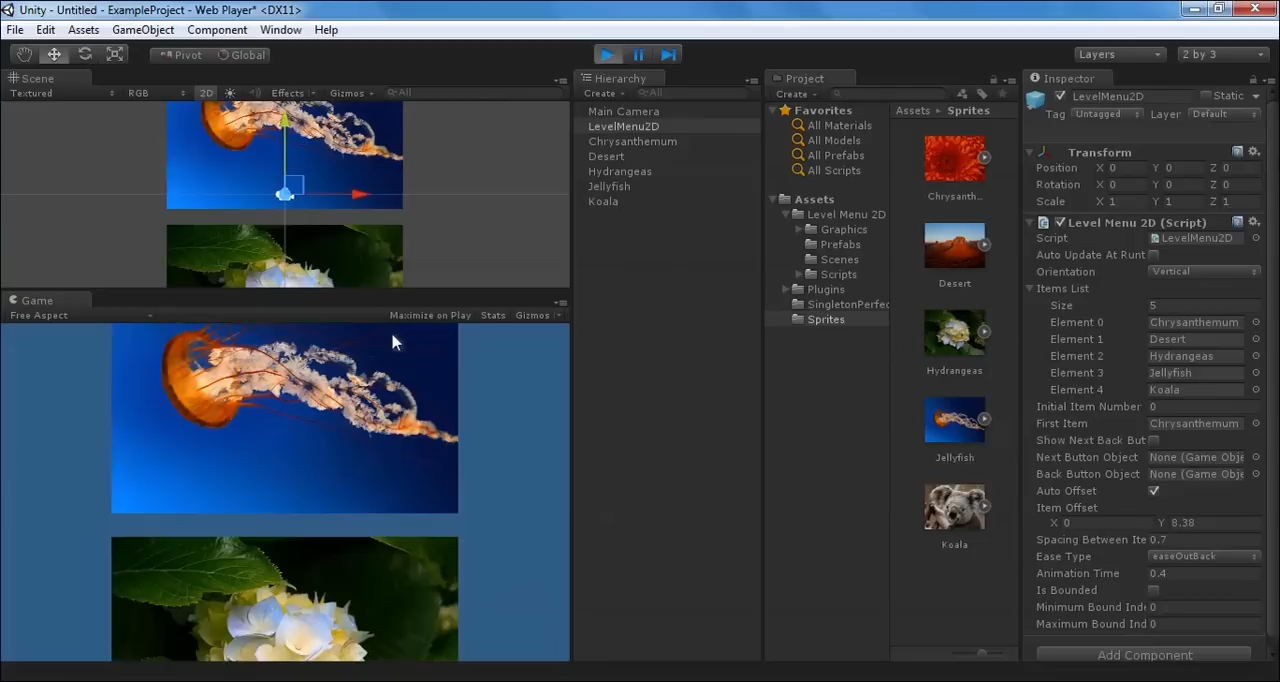 Unity - Untitled - ExampleProject - Web Player* <DX11>
File Edit Assets GameObject Component Window Help
Pivot Global Layers 2 by 3
Scene
Textured RGB 2D Effects Gizmos All
Game
Free Aspect Maximize on Play Stats Gizmos
Hierarchy
Create All
Main Camera
LevelMenu2D
Chrysanthemum
Desert
Hydrangeas
Jellyfish
Koala
Project
Create
Favorites
All Materials
All Models
All Prefabs
All Scripts
Assets
Level Menu 2D
Graphics
Prefabs
Scenes
Scripts
Plugins
SingletonPerfec
Sprites
Assets Sprites
Chrysanth...
Desert
Hydrangeas
Jellyfish
Koala
Inspector
LevelMenu2D Static
Tag Untagged Layer Default
Transform
Position X 0 Y 0 Z 0
Rotation X 0 Y 0 Z 0
Scale X 1 Y 1 Z 1
Level Menu 2D (Script)
Script LevelMenu2D
Auto Update At Runt
Orientation Vertical
Items List
Size 5
Element 0 Chrysanthemum
Element 1 Desert
Element 2 Hydrangeas
Element 3 Jellyfish
Element 4 Koala
Initial Item Number 0
First Item Chrysanthemum
Show Next Back But
Next Button Object None (Game Obje
Back Button Object None (Game Obje
Auto Offset
Item Offset
X 0 Y 8.38
Spacing Between Ite 0.7
Ease Type easeOutBack
Animation Time 0.4
Is Bounded
Minimum Bound Inde 0
Maximum Bound Ind 0
Add Component